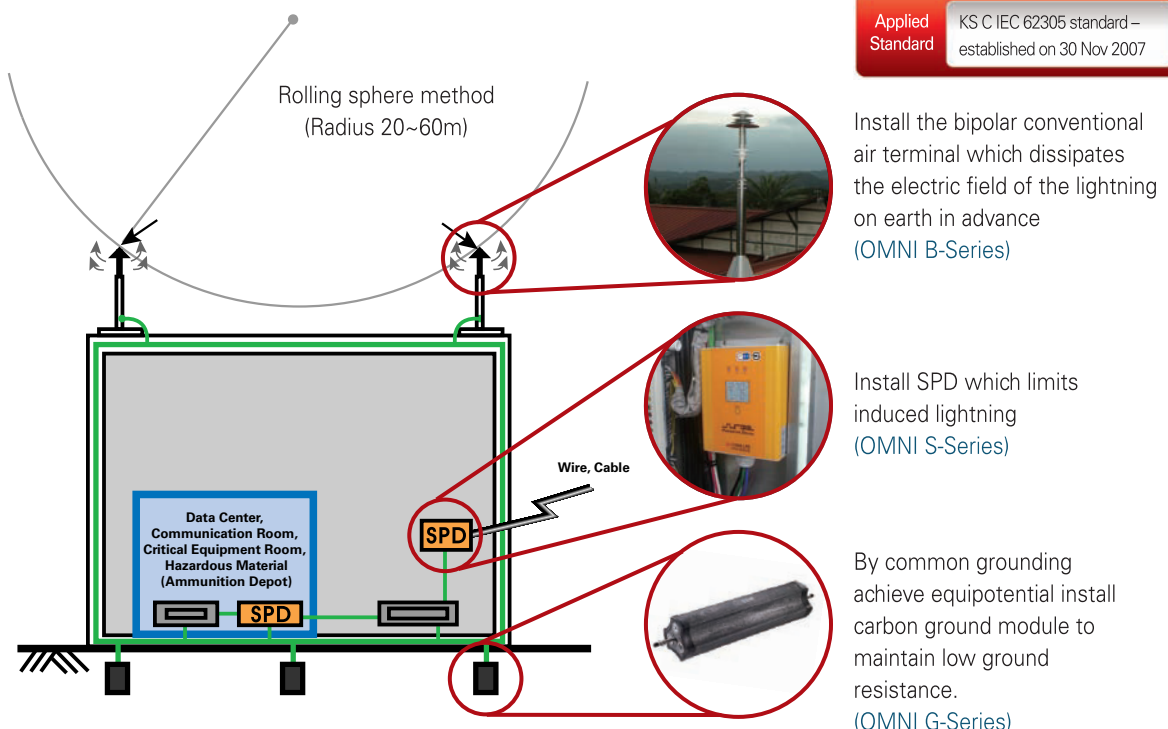 Applied
Standard
KS C IEC 62305 standard –
established on 30 Nov 2007
Rolling sphere method
(Radius 20~60m)
Install the bipolar conventional
air terminal which dissipates
the electric field of the lightning
on earth in advance
(OMNI B-Series)
Install SPD which limits
induced lightning
(OMNI S-Series)
Wire, Cable
SPD
Data Center,
Communication Room,
Critical Equipment Room,
Hazardous Material
(Ammunition Depot)
SPD
By common grounding
achieve equipotential install
carbon ground module to
maintain low ground
resistance.
(OMNI G-Series)